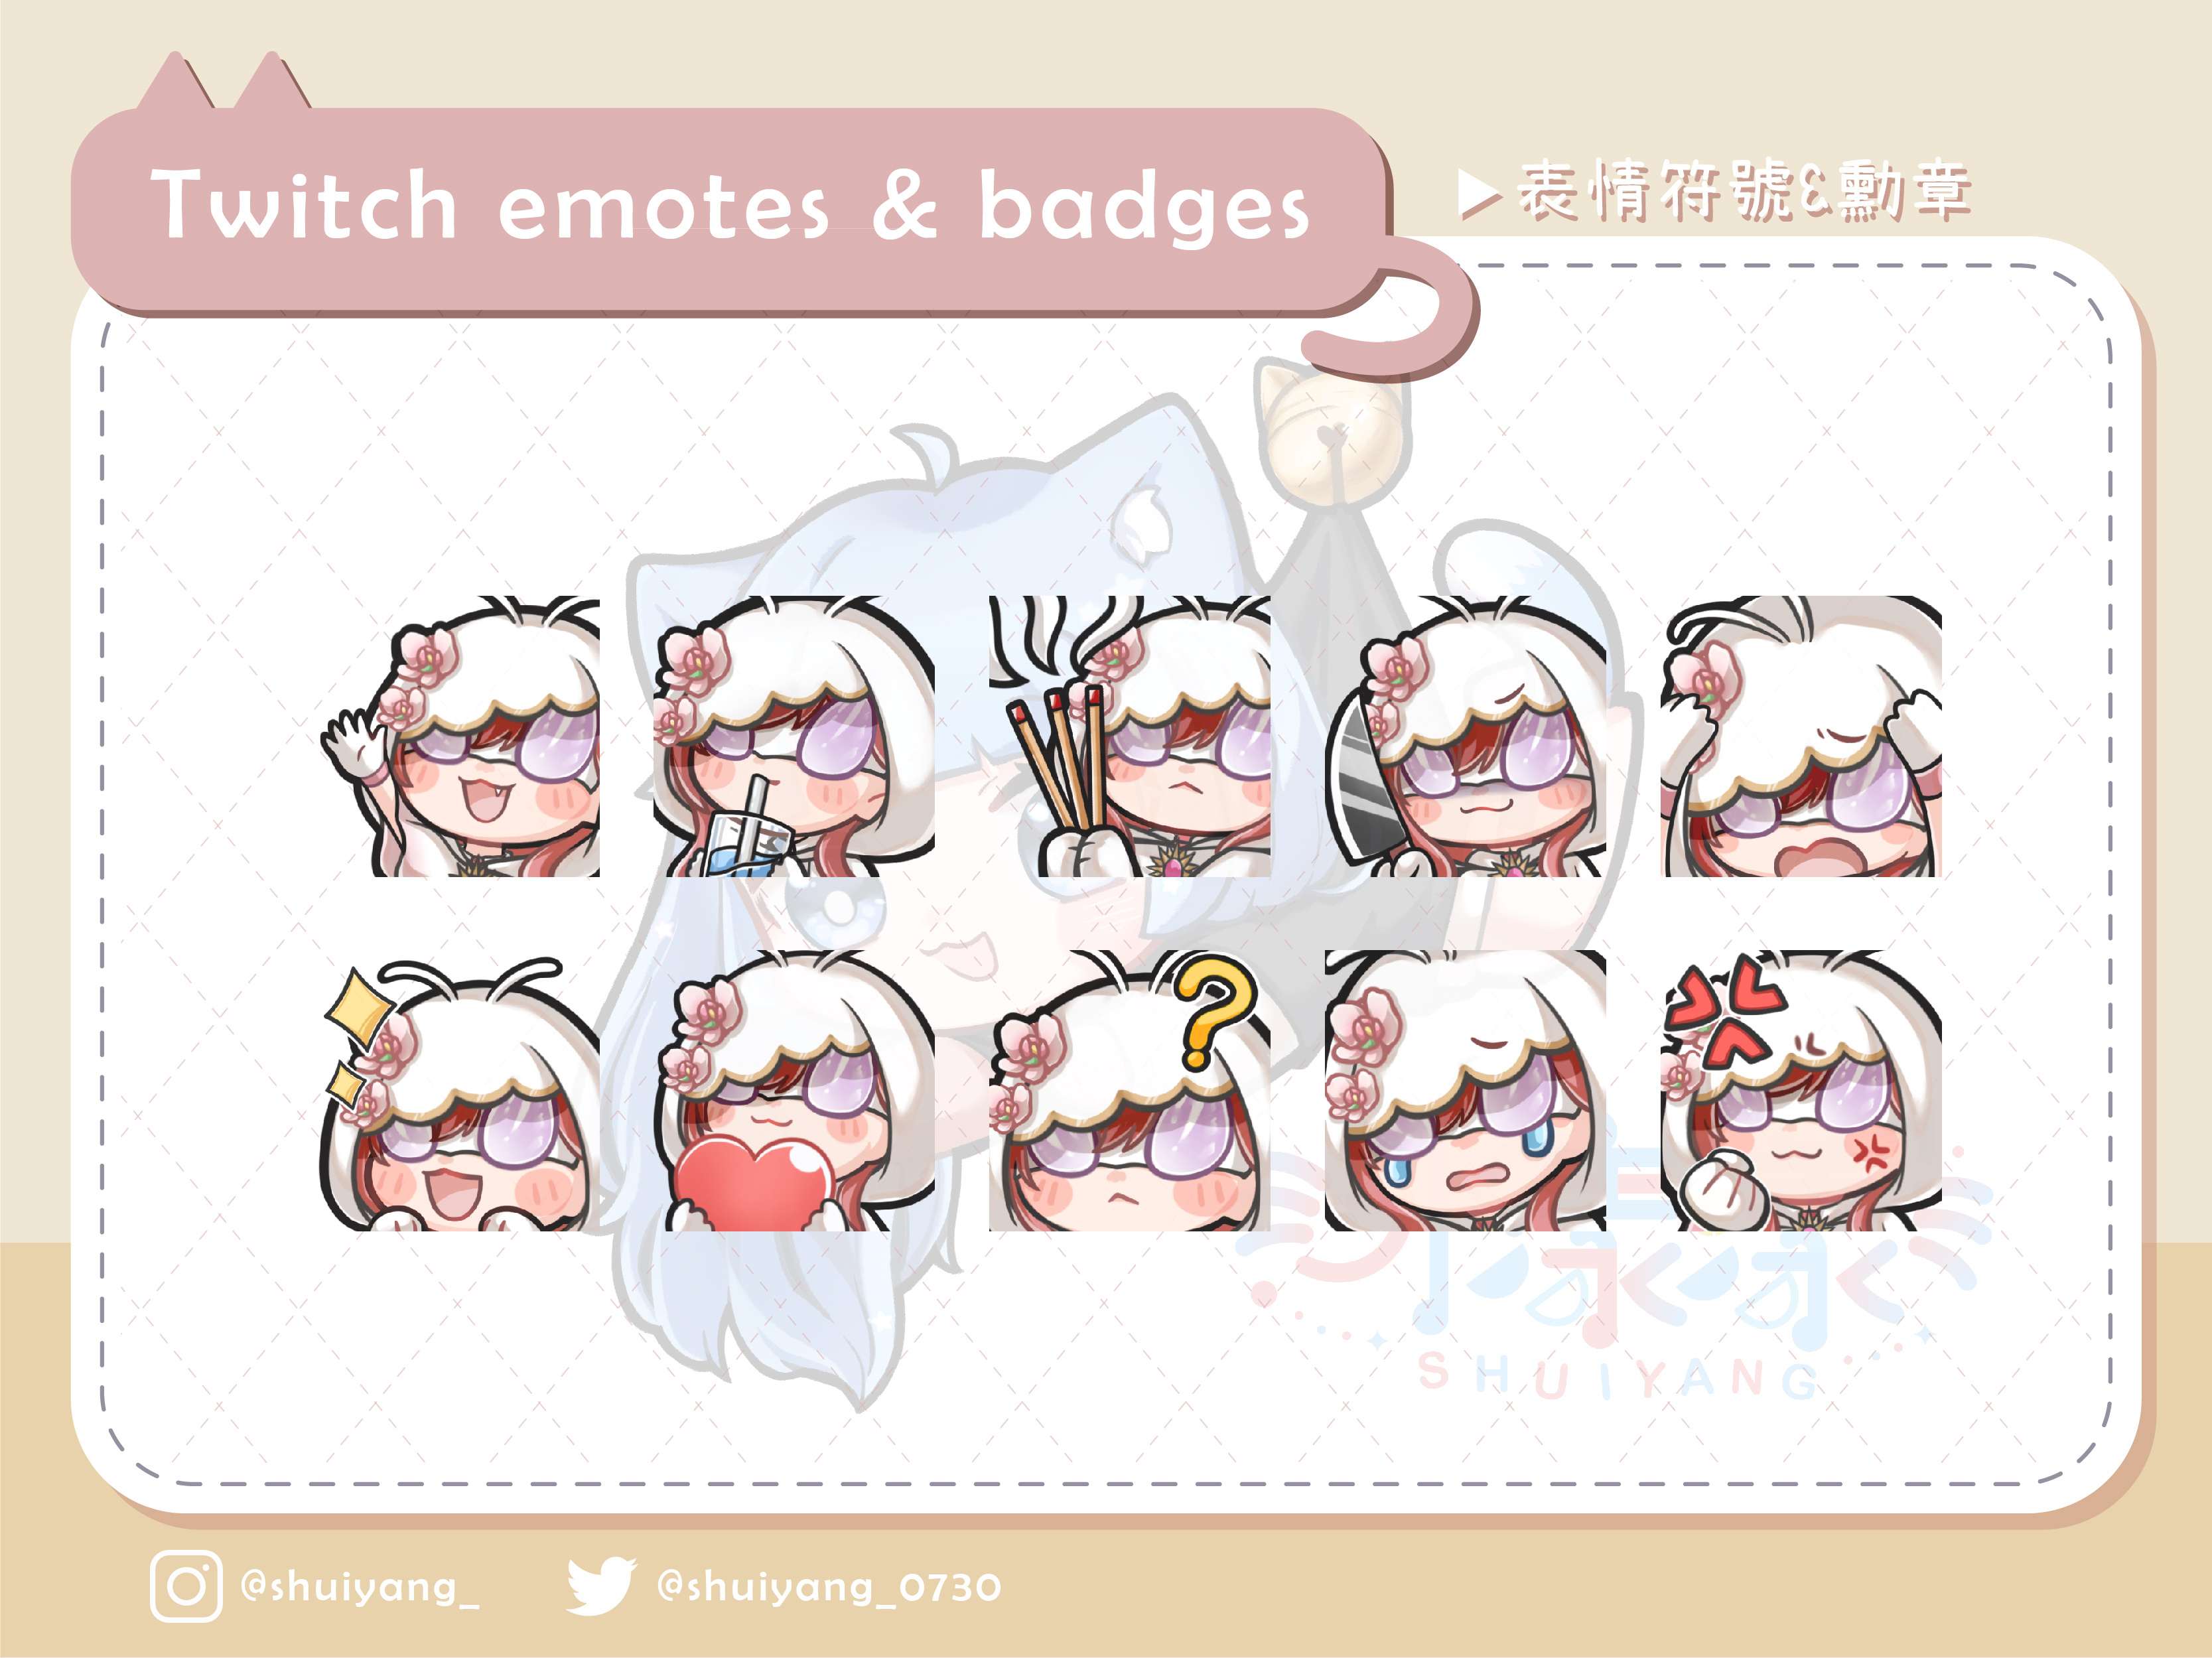 Twitch emotes & badges
▶表情符號&勳章
SHUIYANG
@shuiyang_
@shuiyang_0730